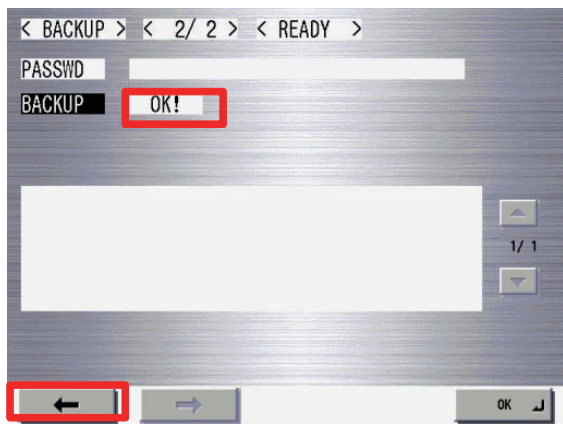 < BACKUP > < 2/ 2 > < READY >
PASSWD
BACKUP OK!
1/ 1
OK